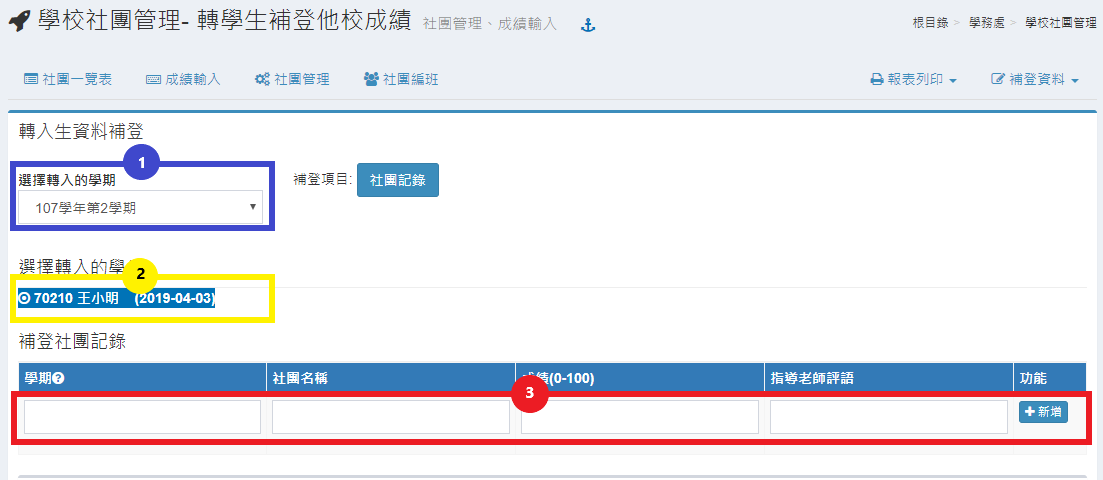 學校社團管理- 轉學生補登他校成績 社團管理、成績輸入
根目錄 > 學務處 > 學校社團管理
社團一覽表 成績輸入 社團管理 社團編班 報表列印 補登資料
轉入生資料補登
1
選擇轉入的學期
補登項目: 社團記錄
107學年第2學期
選擇轉入的學
2
70210 王小明 (2019-04-03)
補登社團記錄
學期 社團名稱 績(0-100) 指導老師評語 功能
3
新增